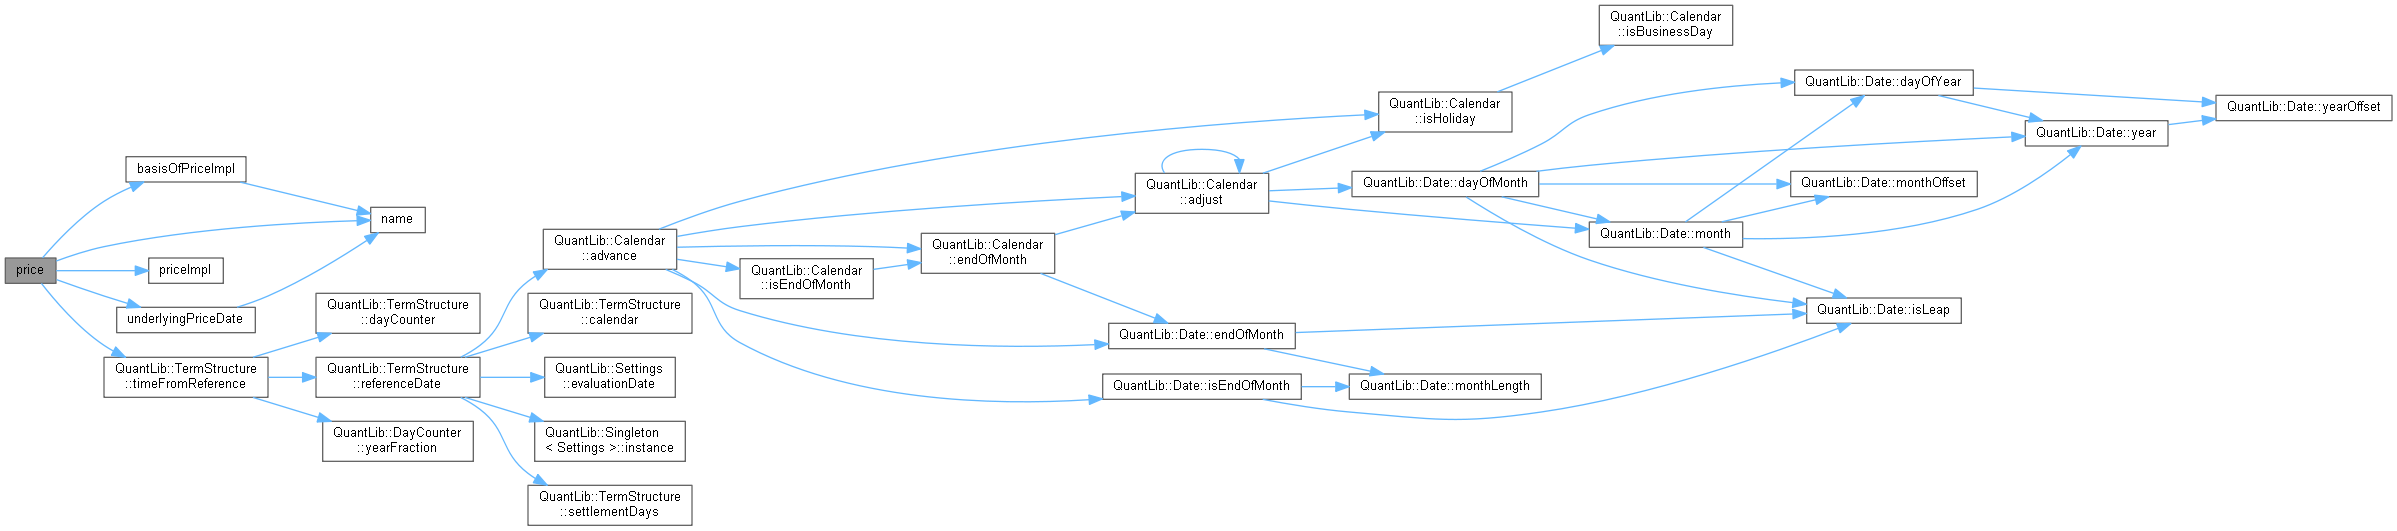 price
basisOfPriceImpl
name
priceImpl
underlyingPriceDate
QuantLib::TermStructure
::timeFromReference
QuantLib::TermStructure
::dayCounter
QuantLib::TermStructure
::referenceDate
QuantLib::DayCounter
::yearFraction
QuantLib::Calendar
::advance
QuantLib::TermStructure
::calendar
QuantLib::Settings
::evaluationDate
QuantLib::Singleton
< Settings >::instance
QuantLib::TermStructure
::settlementDays
QuantLib::Calendar
::isEndOfMonth
QuantLib::Calendar
::endOfMonth
QuantLib::Calendar
::adjust
QuantLib::Date::endOfMonth
QuantLib::Date::isEndOfMonth
QuantLib::Calendar
::isHoliday
QuantLib::Date::dayOfMonth
QuantLib::Date::monthLength
QuantLib::Calendar
::isBusinessDay
QuantLib::Date::month
QuantLib::Date::dayOfYear
QuantLib::Date::monthOffset
QuantLib::Date::isLeap
QuantLib::Date::year
QuantLib::Date::yearOffset